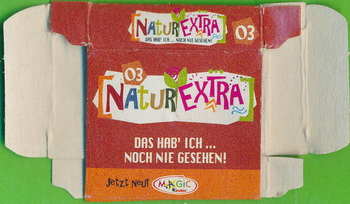 NATUR EXTRA
DAS HAB' ICH ... NOCH NIE GESEHEN!
03
03
NATUR EXTRA
DAS HAB' ICH ...
NOCH NIE GESEHEN!
Jetzt Neu! MAGIC
Kinder